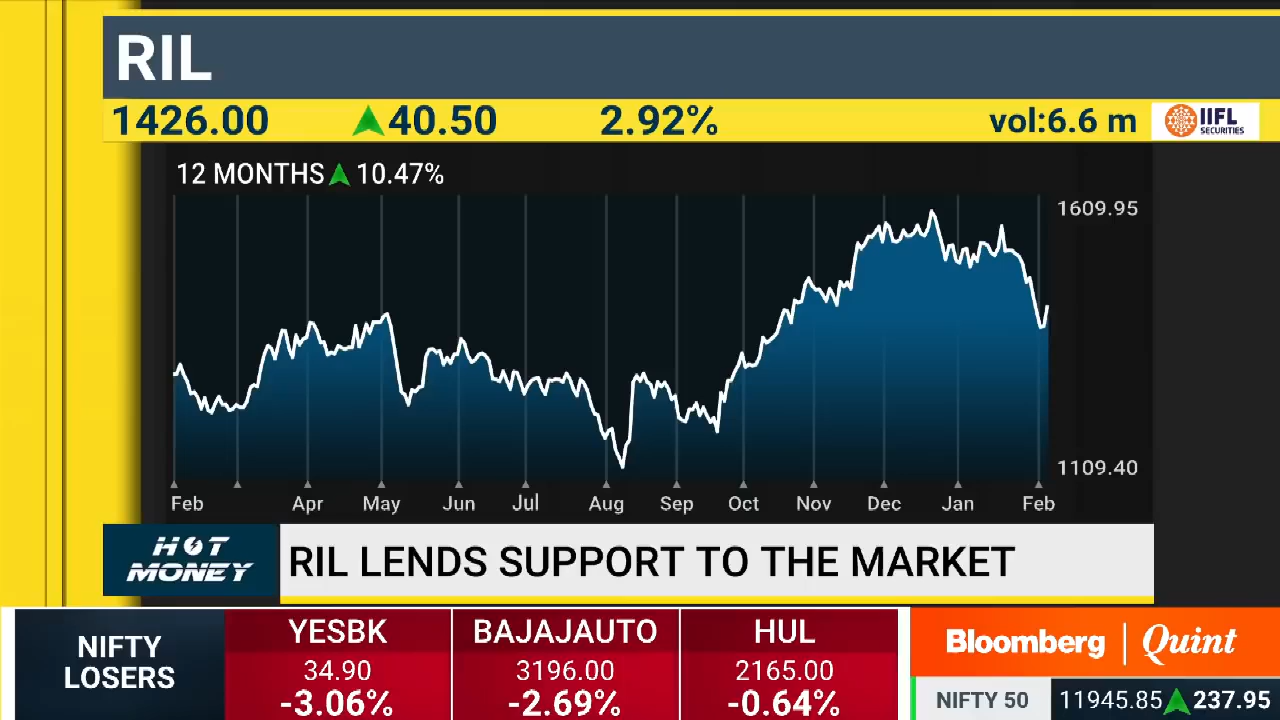 RIL
1426.00 ▲40.50 2.92% vol:6.6 m IIFL SECURITIES
12 MONTHS▲ 10.47%
1609.95
1109.40
Feb Apr May Jun Jul Aug Sep Oct Nov Dec Jan Feb
HOT MONEY
RIL LENDS SUPPORT TO THE MARKET
NIFTY LOSERS
YESBK
34.90
-3.06%
BAJAJAUTO
3196.00
-2.69%
HUL
2165.00
-0.64%
Bloomberg | Quint
NIFTY 50 11945.85▲237.95